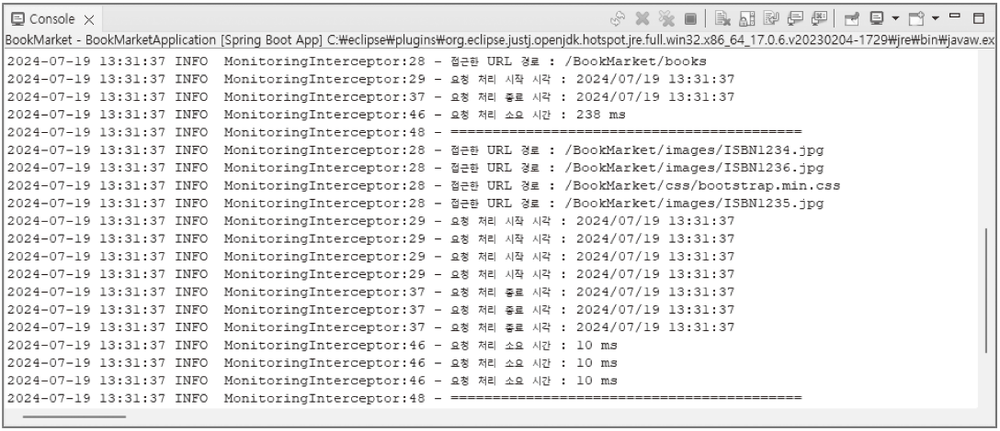 Console
BookMarket - BookMarketApplication [Spring Boot App] C:₩eclipse₩plugins₩org.eclipse.justj.openjdk.hotspot.jre.full.win32.x86_64_17.0.6.v20230204-1729₩jre₩bin₩javaw.ex
2024-07-19 13:31:37 INFO  MonitoringInterceptor:28 - 접근한 URL 경로 : /BookMarket/books
2024-07-19 13:31:37 INFO  MonitoringInterceptor:29 - 요청 처리 시작 시각 : 2024/07/19 13:31:37
2024-07-19 13:31:37 INFO  MonitoringInterceptor:37 - 요청 처리 종료 시각 : 2024/07/19 13:31:37
2024-07-19 13:31:37 INFO  MonitoringInterceptor:46 - 요청 처리 소요 시간 : 238 ms
2024-07-19 13:31:37 INFO  MonitoringInterceptor:48 - ===========================================
2024-07-19 13:31:37 INFO  MonitoringInterceptor:28 - 접근한 URL 경로 : /BookMarket/images/ISBN1234.jpg
2024-07-19 13:31:37 INFO  MonitoringInterceptor:28 - 접근한 URL 경로 : /BookMarket/images/ISBN1236.jpg
2024-07-19 13:31:37 INFO  MonitoringInterceptor:28 - 접근한 URL 경로 : /BookMarket/css/bootstrap.min.css
2024-07-19 13:31:37 INFO  MonitoringInterceptor:28 - 접근한 URL 경로 : /BookMarket/images/ISBN1235.jpg
2024-07-19 13:31:37 INFO  MonitoringInterceptor:29 - 요청 처리 시작 시각 : 2024/07/19 13:31:37
2024-07-19 13:31:37 INFO  MonitoringInterceptor:29 - 요청 처리 시작 시각 : 2024/07/19 13:31:37
2024-07-19 13:31:37 INFO  MonitoringInterceptor:29 - 요청 처리 시작 시각 : 2024/07/19 13:31:37
2024-07-19 13:31:37 INFO  MonitoringInterceptor:29 - 요청 처리 시작 시각 : 2024/07/19 13:31:37
2024-07-19 13:31:37 INFO  MonitoringInterceptor:37 - 요청 처리 종료 시각 : 2024/07/19 13:31:37
2024-07-19 13:31:37 INFO  MonitoringInterceptor:37 - 요청 처리 종료 시각 : 2024/07/19 13:31:37
2024-07-19 13:31:37 INFO  MonitoringInterceptor:37 - 요청 처리 종료 시각 : 2024/07/19 13:31:37
2024-07-19 13:31:37 INFO  MonitoringInterceptor:46 - 요청 처리 소요 시간 : 10 ms
2024-07-19 13:31:37 INFO  MonitoringInterceptor:46 - 요청 처리 소요 시간 : 10 ms
2024-07-19 13:31:37 INFO  MonitoringInterceptor:46 - 요청 처리 소요 시간 : 10 ms
2024-07-19 13:31:37 INFO  MonitoringInterceptor:48 - ===========================================